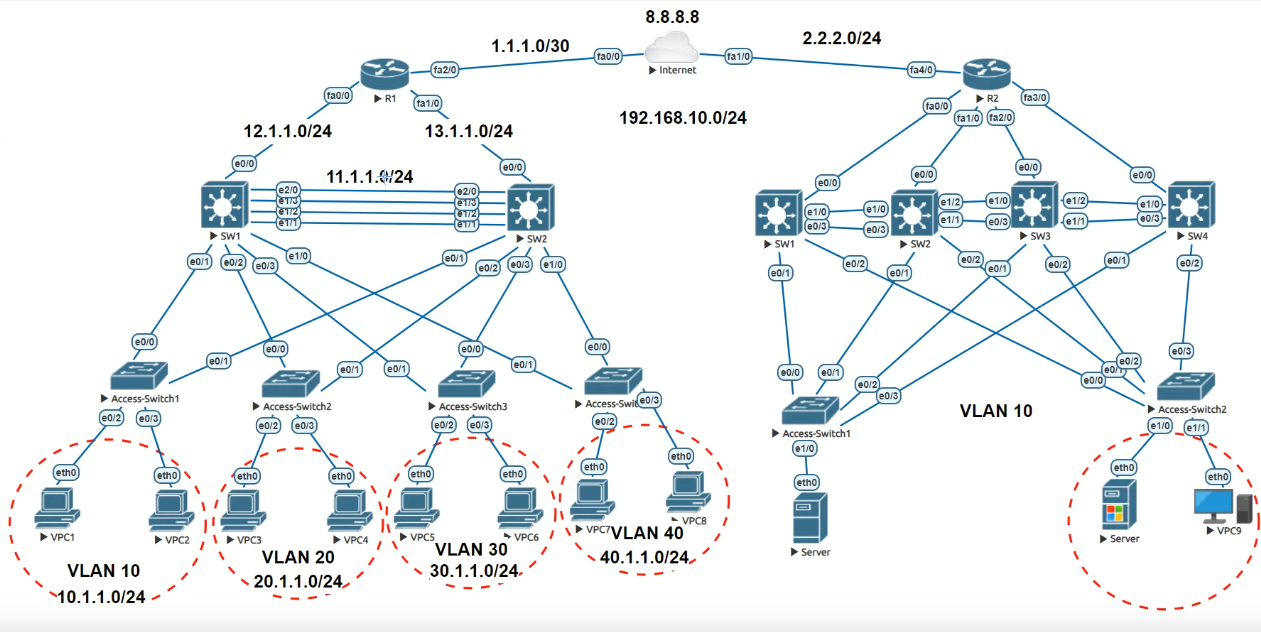 8.8.8.8
1.1.1.0/30
2.2.2.0/24
fa0/0
fa1/0
Internet
fa2/0
fa4/0
R1
R2
fa0/0
fa1/0
fa3/0
fa0/0
fa1/0
fa2/0
192.168.10.0/24
12.1.1.0/24
13.1.1.0/24
e0/0
e0/0
11.1.1.0/24
e0/0
e0/0
e0/0
e0/0
e2/0
e1/3
e1/2
e1/1
e2/0
e1/3
e1/2
e1/1
SW1
SW2
e1/0
e0/3
e1/0
e0/3
e1/2
e1/1
e1/0
e0/3
e1/2
e1/1
e1/0
e0/3
SW1
SW2
SW3
SW4
e0/1
e0/2
e0/3
e1/0
e0/1
e0/2
e0/3
e1/0
e0/1
e0/2
e0/1
e0/2
e0/1
e0/2
e0/1
e0/2
e0/0
e0/1
e0/0
e0/1
e0/0
e0/1
e0/1
e0/0
Access-Switch1
Access-Switch2
Access-Switch3
e0/0
e0/1
e0/2
e0/3
e0/0
e0/2
e0/3
Access-Switch1
Access-Switch2
VLAN 10
e0/2
e0/3
e0/2
e0/3
e0/2
e0/3
e0/2
e0/3
e1/0
e1/0
e1/1
eth0
eth0
eth0
eth0
eth0
eth0
eth0
eth0
eth0
eth0
eth0
VPC1
VPC2
VPC3
VPC4
VPC5
VPC6
VPC7
VPC8
Server
Server
VPC9
VLAN 10
10.1.1.0/24
VLAN 20
20.1.1.0/24
VLAN 30
30.1.1.0/24
VLAN 40
40.1.1.0/24